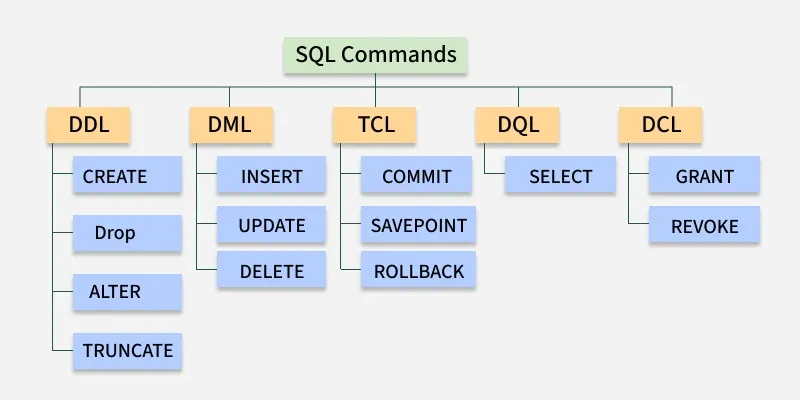 SQL Commands
DDL
DML
TCL
DQL
DCL
CREATE
Drop
ALTER
TRUNCATE
INSERT
UPDATE
DELETE
COMMIT
SAVEPOINT
ROLLBACK
SELECT
GRANT
REVOKE